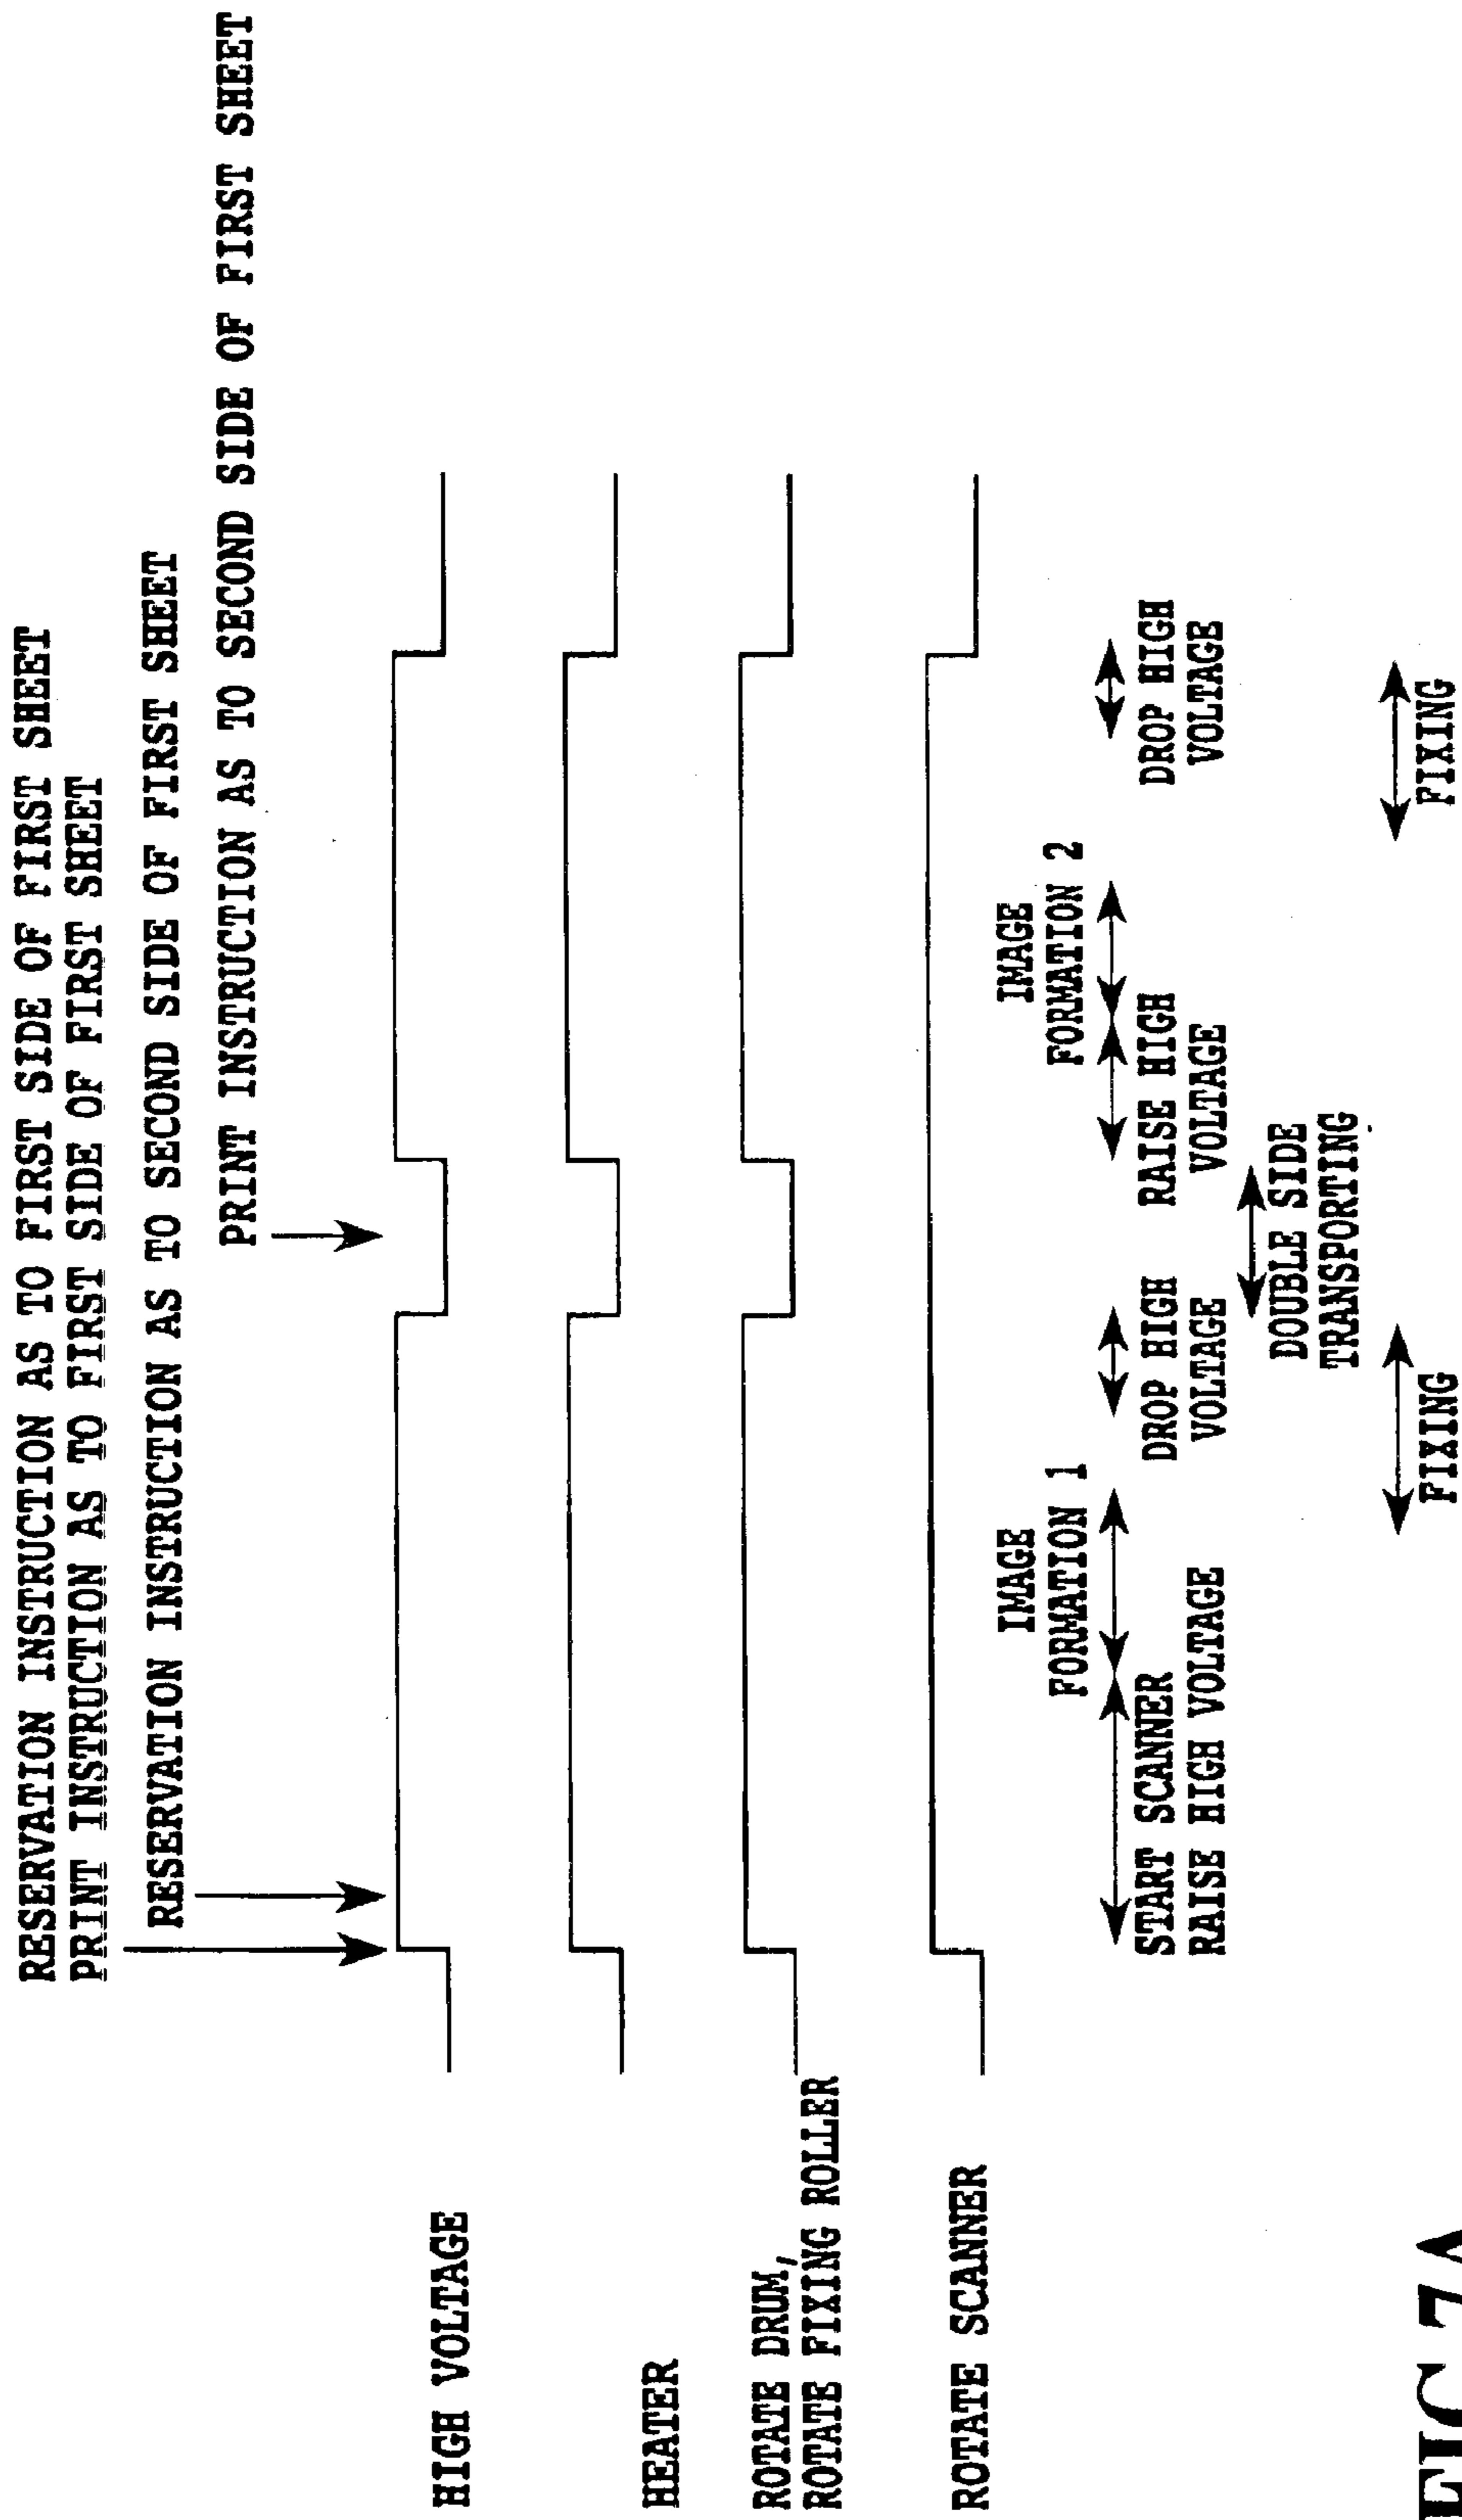 RESERVATION INSTRUCTION AS TO FIRST SIDE OF FIRST SHEET
PRINT INSTRUCTION AS TO FIRST SIDE OF FIRST SHEET
RESERVATION INSTRUCTION AS TO SECOND SIDE OF FIRST SHEET
PRINT INSTRUCTION AS TO SECOND SIDE OF FIRST SHEET
HIGH VOLTAGE
HEATER
ROTATE DRUM,
ROTATE FIXING ROLLER
ROTATE SCANNER
IMAGE
FORMATION 1
IMAGE
FORMATION 2
START SCANNER
RAISE HIGH VOLTAGE
DROP HIGH
VOLTAGE
RAISE HIGH
VOLTAGE
DROP HIGH
VOLTAGE
DOUBLE SIDE
TRANSPORTING
FIXING
FIXING
FIG 7A